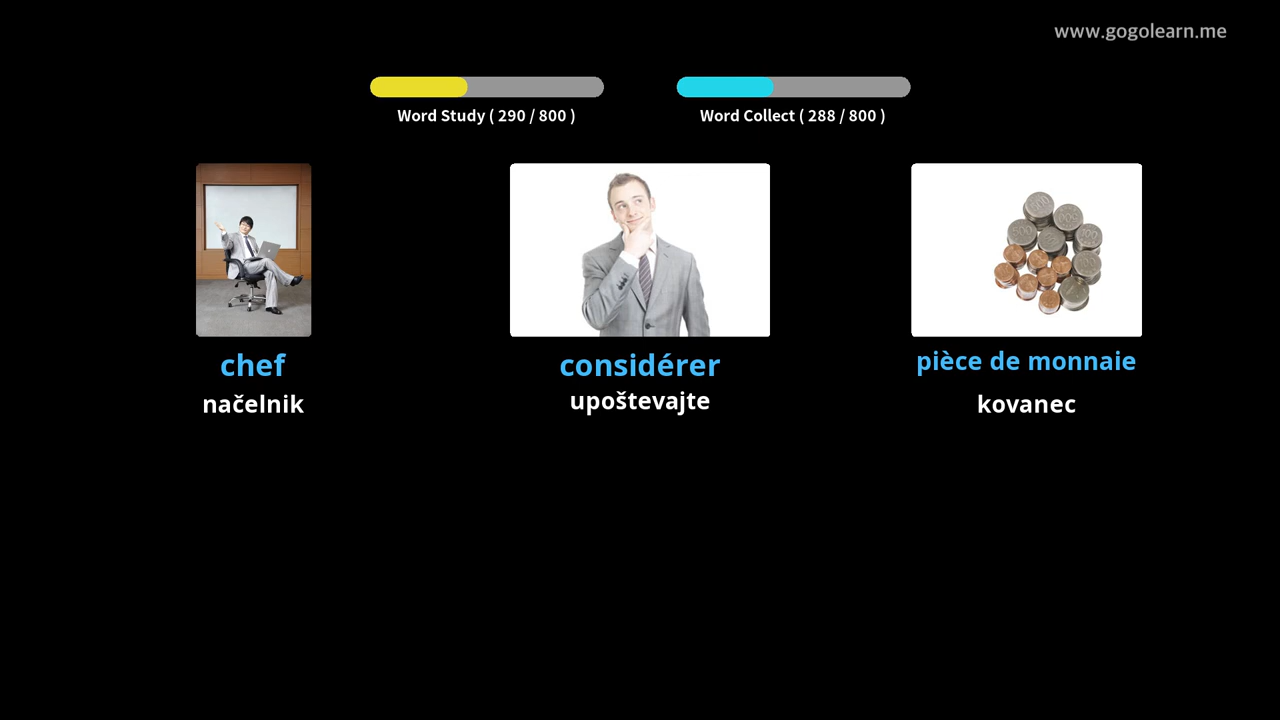 www.gogolearn.me
Word Study ( 290 / 800 )
Word Collect ( 288 / 800 )
chef
načelnik
considérer
upoštevajte
pièce de monnaie
kovanec